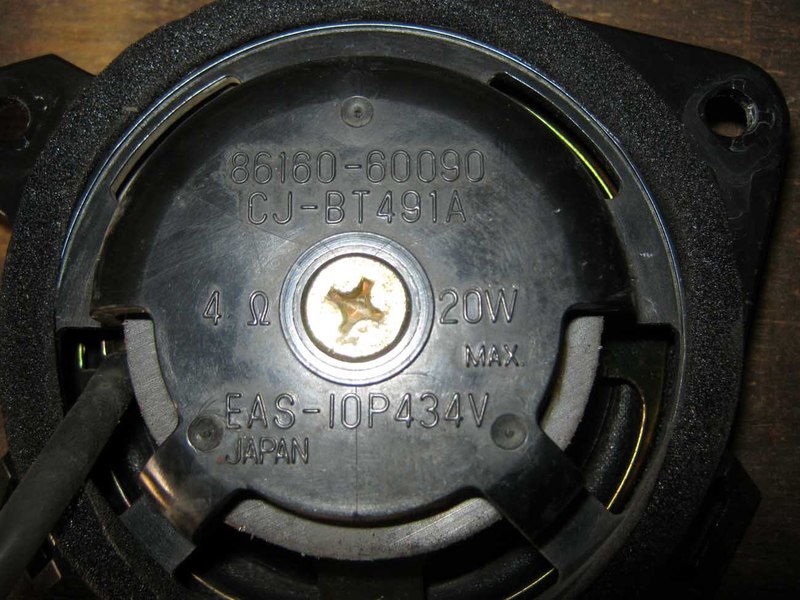 86160-60090
CJ-BT491A
4 Ω 20W
MAX.
EAS-10P434V
JAPAN